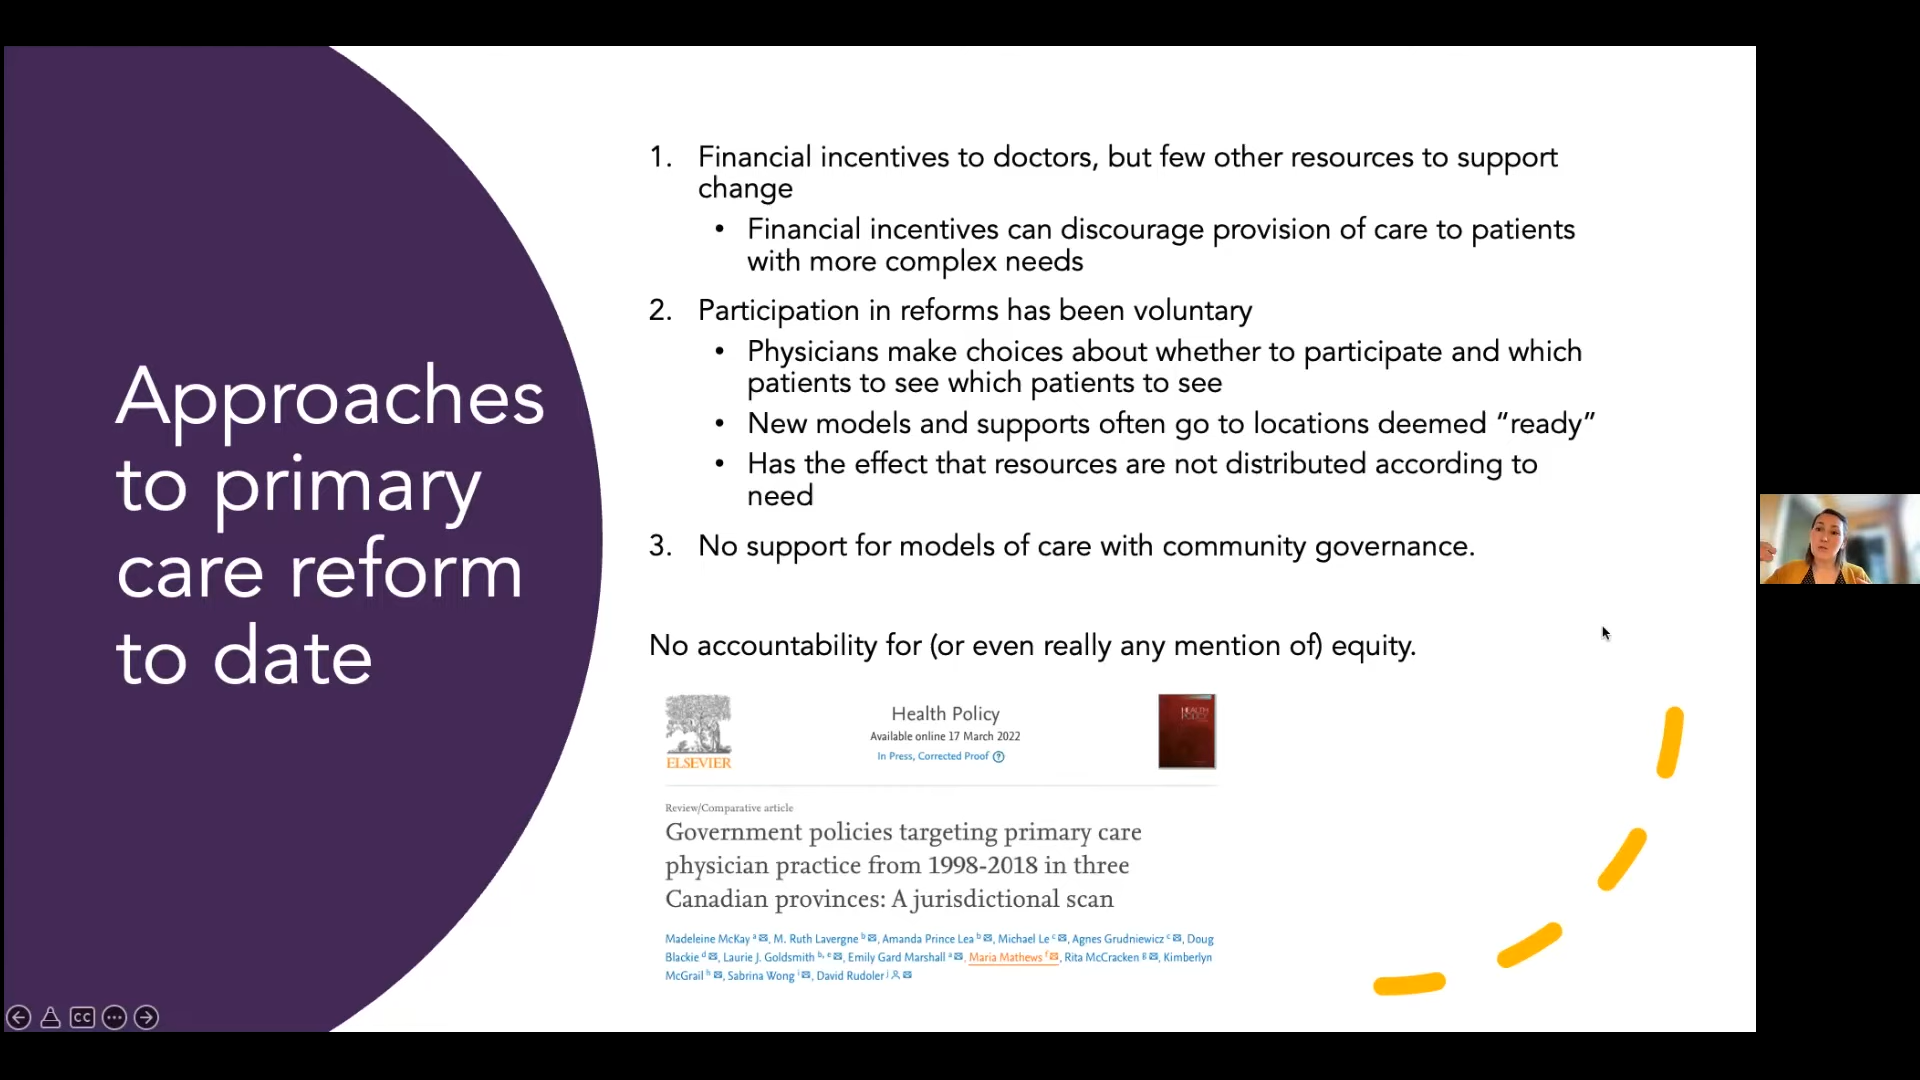 Approaches
to primary
care reform
to date
1. Financial incentives to doctors, but few other resources to support
change
• Financial incentives can discourage provision of care to patients
with more complex needs
2. Participation in reforms has been voluntary
• Physicians make choices about whether to participate and which
patients to see which patients to see
• New models and supports often go to locations deemed “ready”
• Has the effect that resources are not distributed according to
need
3. No support for models of care with community governance.
No accountability for (or even really any mention of) equity.
ELSEVIER
Health Policy
Available online 17 March 2022
In Press, Corrected Proof
HEALTH
POLICY
Review/Comparative article
Government policies targeting primary care
physician practice from 1998-2018 in three
Canadian provinces: A jurisdictional scan
Madeleine McKay a, M. Ruth Lavergne b, Amanda Prince Lea b, Michael Le c, Agnes Grudniewicz c, Doug
Blackie d, Laurie J. Goldsmith b, e, Emily Gard Marshall a, Maria Mathews f, Rita McCracken g, Kimberlyn
McGrail h, Sabrina Wong i, David Rudoler j
CC